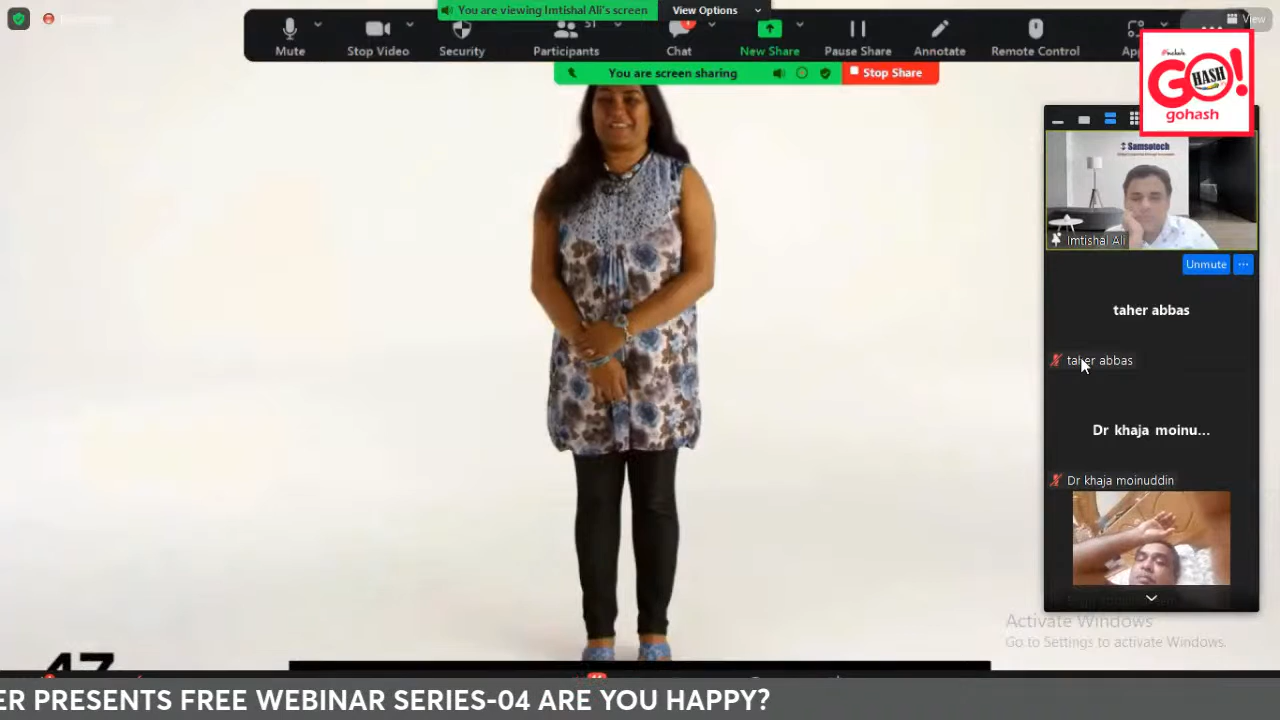 You are viewing Imtishal Ali's screen
View Options
View
Mute
Stop Video
Security
51
Participants
Chat
New Share
Pause Share
Annotate
Remote Control
You are screen sharing
Stop Share
GO!
HASH
gohash
Samsotech
Imtishal Ali
Unmute
taher abbas
taher abbas
Dr khaja moinu...
Dr khaja moinuddin
Activate Windows
Go to Settings to activate Windows.
47
ER PRESENTS FREE WEBINAR SERIES-04 ARE YOU HAPPY?